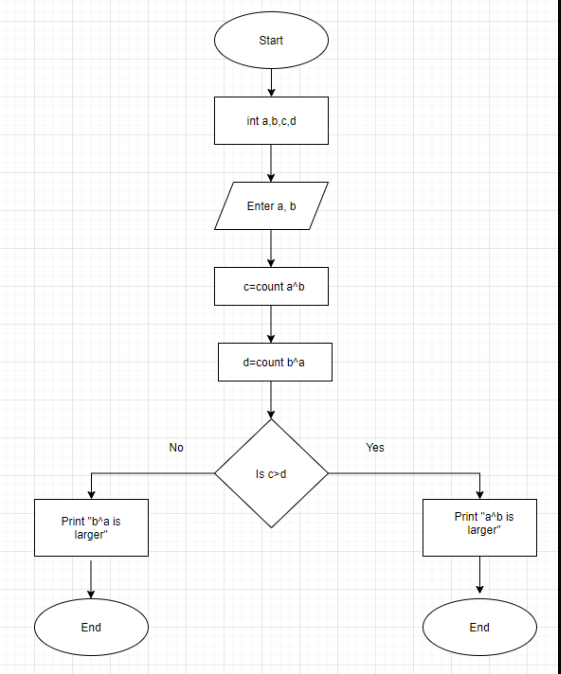 Start
int a,b,c,d
Enter a, b
c=count a^b
d=count b^a
Is c>d
No
Yes
Print "b^a is
larger"
Print "a^b is
larger"
End
End